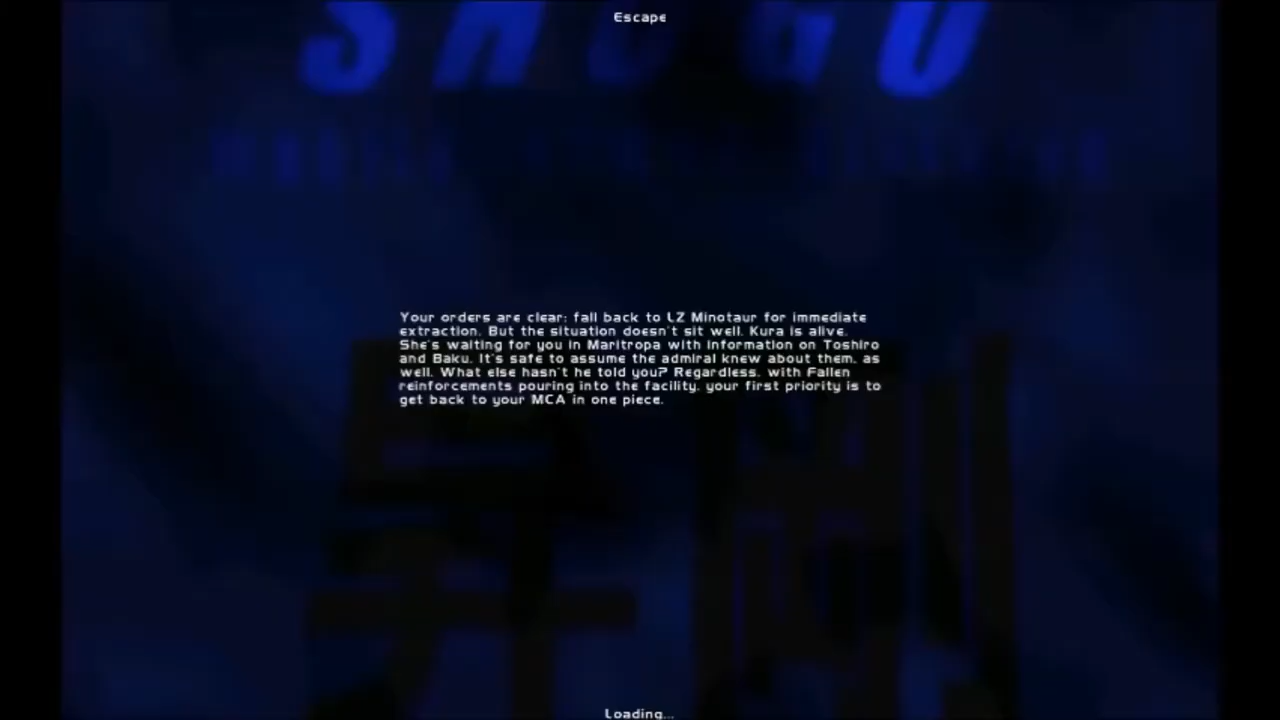 SHOGO
Escape
Your orders are clear: fall back to LZ Minotaur for immediate
extraction. But the situation doesn't sit well. Kura is alive.
She's waiting for you in Maritropa with information on Toshiro
and Baku. It's safe to assume the admiral knew about them, as
well. What else hasn't he told you? Regardless, with Fallen
reinforcements pouring into the facility, your first priority is to
get back to your MCA in one piece.
Loading...